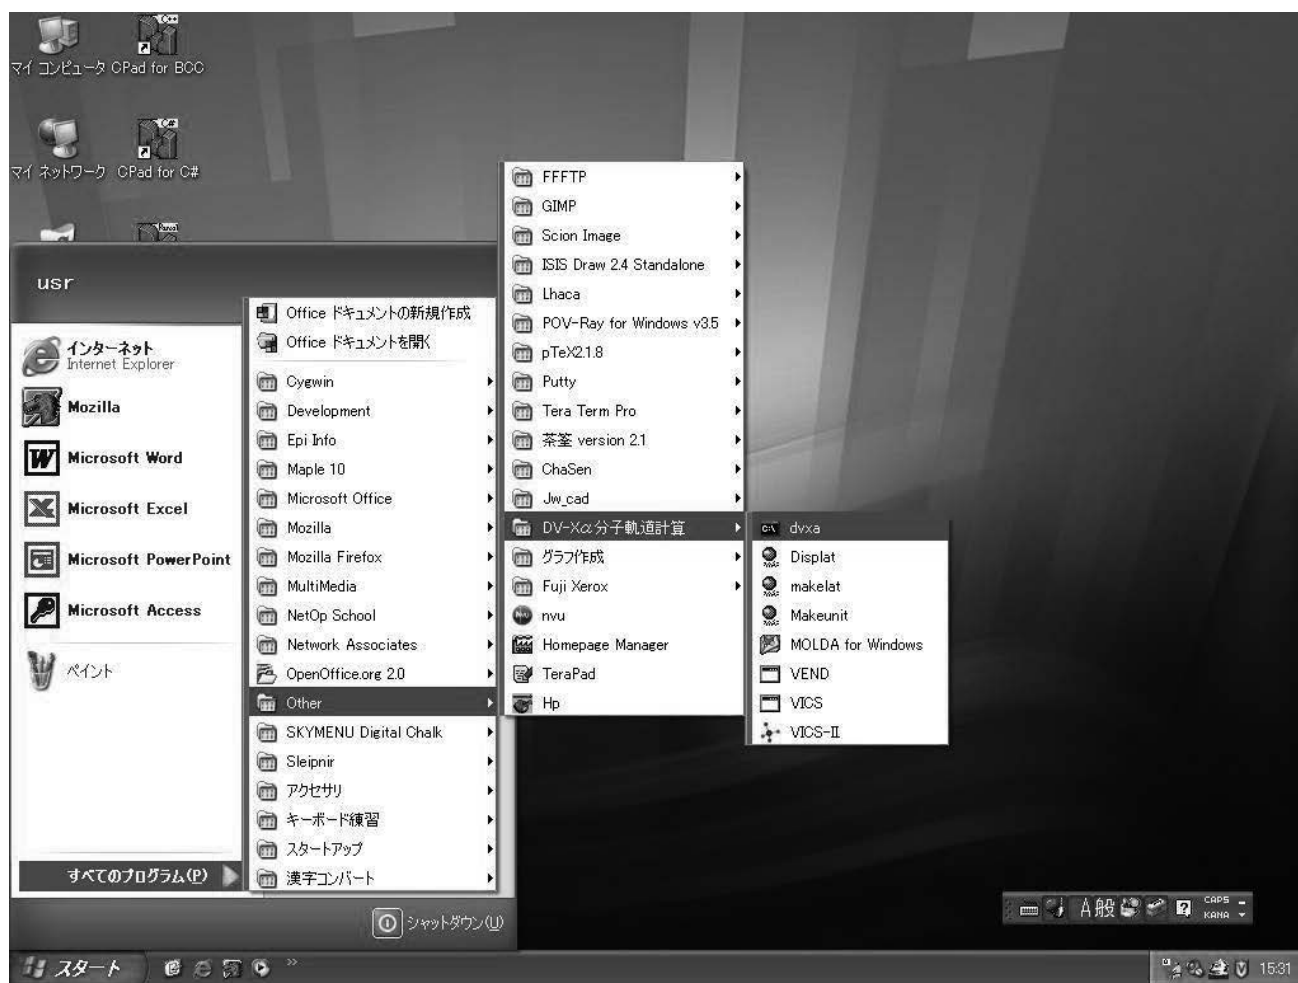 マイ コンピュータ
CPad for BCC
C++
マイ ネットワーク
CPad for C#
C#
Pascal
usr
インターネット
Internet Explorer
Mozilla
Microsoft Word
Microsoft Excel
Microsoft PowerPoint
Microsoft Access
ペイント
すべてのプログラム(P)
Office ドキュメントの新規作成
Office ドキュメントを開く
Cygwin
Development
Epi Info
Maple 10
Microsoft Office
Mozilla
Mozilla Firefox
MultiMedia
NetOp School
Network Associates
OpenOffice.org 2.0
Other
SKYMENU Digital Chalk
Sleipnir
アクセサリ
キーボード練習
スタートアップ
漢字コンバート
FFFTP
GIMP
Scion Image
ISIS Draw 2.4 Standalone
Lhaca
POV-Ray for Windows v3.5
pTeX2.1.8
Putty
Tera Term Pro
茶筌 version 2.1
ChaSen
Jw_cad
DV-Xα分子軌道計算
グラフ作成
Fuji Xerox
nvu
Homepage Manager
TeraPad
Hp
dvxa
Displat
makelat
Makeunit
MOLDA for Windows
VEND
VICS
VICS-II
シャットダウン(U)
A般
CAPS
KANA
スタート
15:31